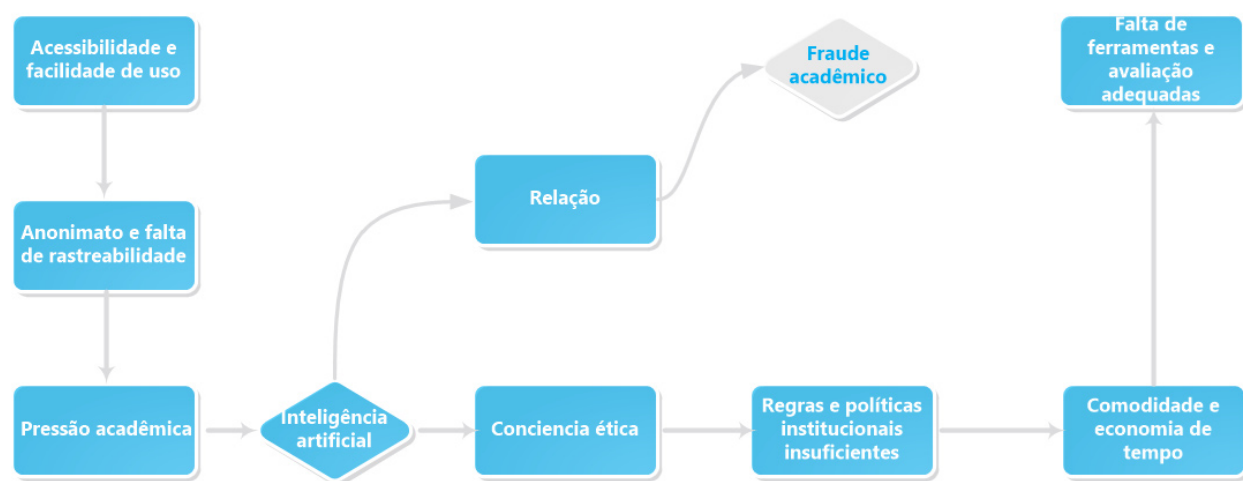 Acessibilidade e
facilidade de uso
Anonimato e falta
de rastreabilidade
Pressão acadêmica
Inteligência
artificial
Relação
Fraude
acadêmico
Conciencia ética
Regras e políticas
institucionais
insuficientes
Comodidade e
economia de
tempo
Falta de
ferramentas e
avaliação
adequadas